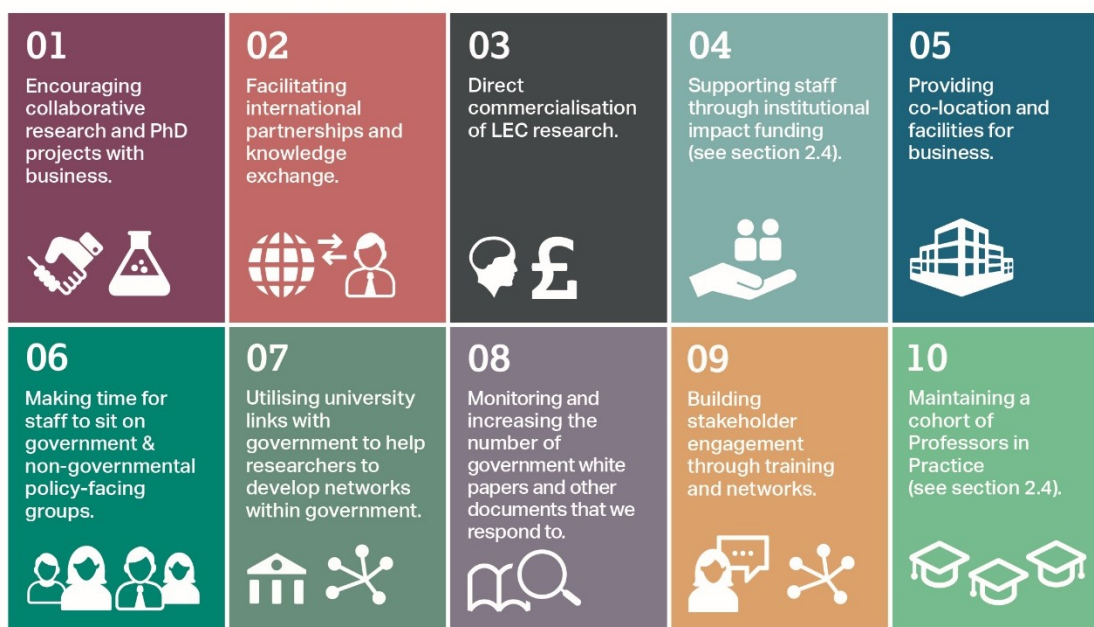 01
Encouraging
collaborative
research and PhD
projects with
business.
02
Facilitating
international
partnerships and
knowledge
exchange.
03
Direct
commercialisation
of LEC research.
04
Supporting staff
through institutional
impact funding
(see section 2.4).
05
Providing
co-location and
facilities for
business.
£
06
Making time for
staff to sit on
government &
non-governmental
policy-facing
groups.
07
Utilising university
links with
government to help
researchers to
develop networks
within government.
08
Monitoring and
increasing the
number of
government white
papers and other
documents that we
respond to.
09
Building
stakeholder
engagement
through training
and networks.
10
Maintaining a
cohort of
Professors in
Practice
(see section 2.4).